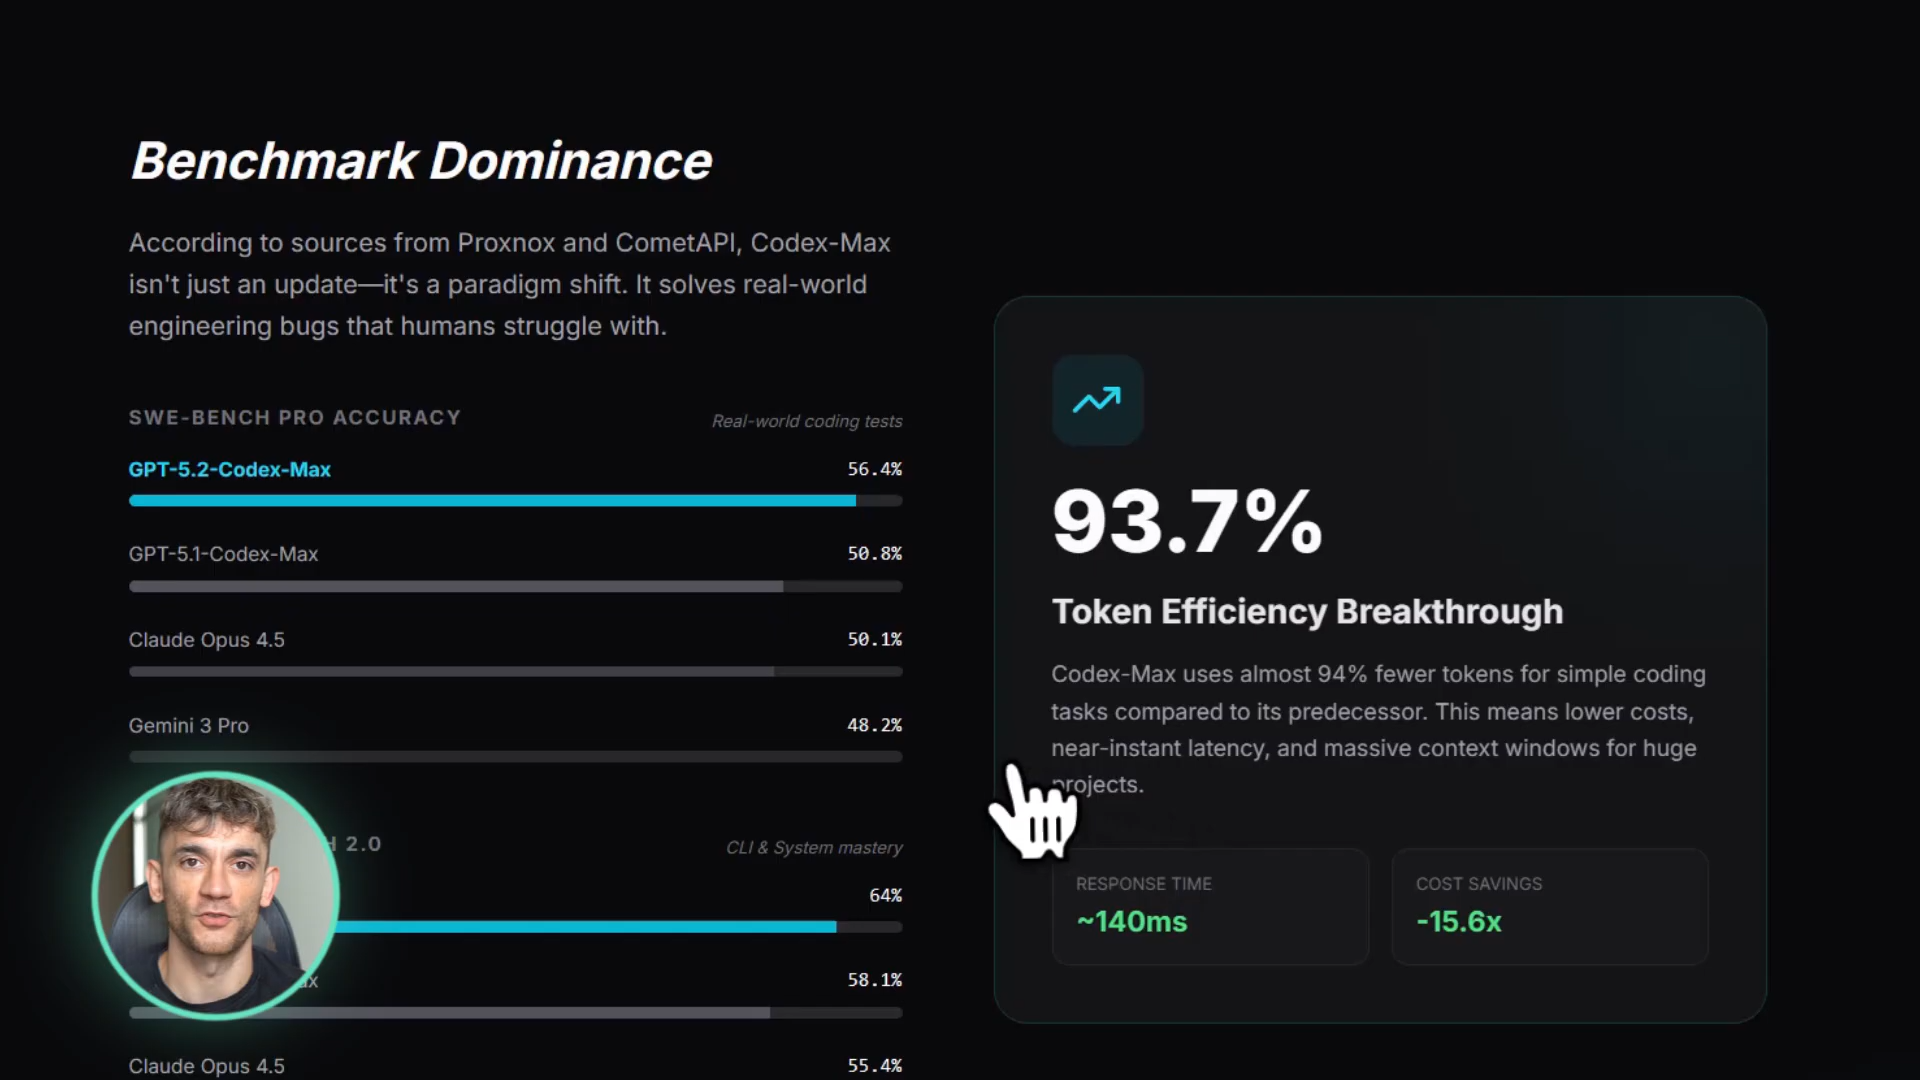 Benchmark Dominance
According to sources from Proxnox and CometAPI, Codex-Max
isn't just an update—it's a paradigm shift. It solves real-world
engineering bugs that humans struggle with.
SWE-BENCH PRO ACCURACY
Real-world coding tests
GPT-5.2-Codex-Max
56.4%
GPT-5.1-Codex-Max
50.8%
Claude Opus 4.5
50.1%
Gemini 3 Pro
48.2%
2.0
CLI & System mastery
64%
58.1%
Claude Opus 4.5
55.4%
93.7%
Token Efficiency Breakthrough
Codex-Max uses almost 94% fewer tokens for simple coding
tasks compared to its predecessor. This means lower costs,
near-instant latency, and massive context windows for huge
projects.
RESPONSE TIME
~140ms
COST SAVINGS
-15.6x